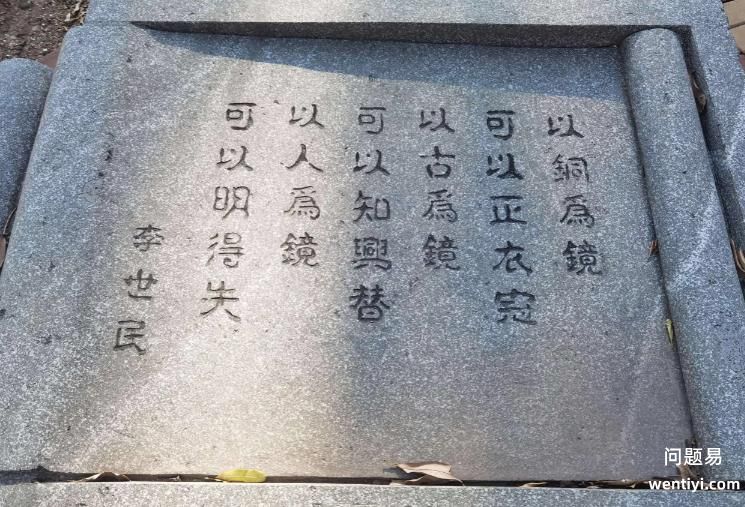 以銅爲鏡
可以正衣冠
以古爲鏡
可以知興替
以人爲鏡
可以明得失
李世民
问题易
wentiyi.com